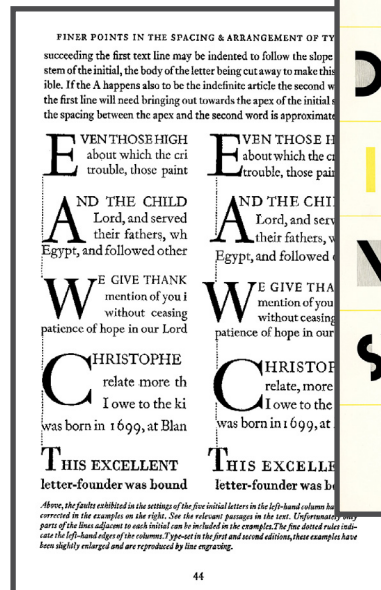 FINER POINTS IN THE SPACING & ARRANGEMENT OF
succeeding the first text line may be indented to follow the slope
stem of the initial, the body of the letter being cut away to make this
ible. If the A happens also to be the indefinite article the second w
the first line will need bringing out towards the apex of the initial s
the spacing between the apex and the second word is approximate
EVEN THOSE HIGH
about which the cri
trouble, those paint
AND THE CHILD
Lord, and served
their fathers, wh
Egypt, and followed other
WE GIVE THANK
mention of you i
without ceasing
patience of hope in our Lord
CHRISTOPHE
relate more th
I owe to the ki
was born in 1699, at Blan
THIS EXCELLENT
letter-founder was bound
EVEN THOSE H
about which the cr
trouble, those pai
AND THE CHI
Lord, and serv
their fathers, w
Egypt, and followed
WE GIVE THA
mention of you
without ceasing
patience of hope in our
CHRISTOP
relate, more
I owe to the
was born in 1699, at
THIS EXCELLE
letter-founder was b
Above, the faults exhibited in the settings of the five initial letters in the left-hand column ha
corrected in the examples on the right. See the relevant passages in the text. Unfortunately only
parts of the lines adjacent to each initial can be included in the examples. The fine dotted rules indi-
cate the left-hand edges of the columns. Type-set in the first and second editions, these examples have
been slightly enlarged and are reproduced by line engraving.
44
D
I
S